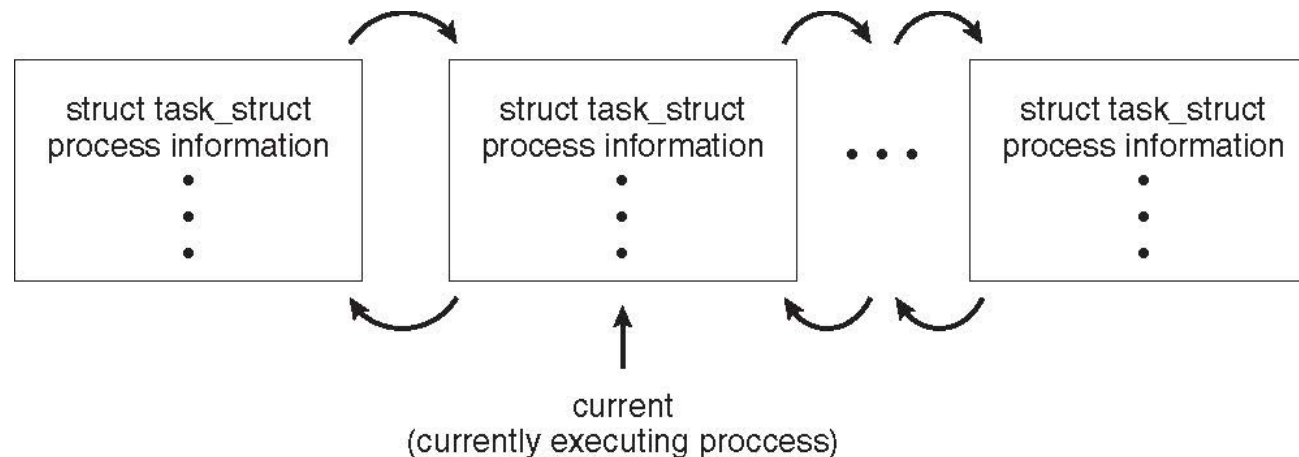 struct task_struct
process information
struct task_struct
process information
struct task_struct
process information
current
(currently executing proccess)